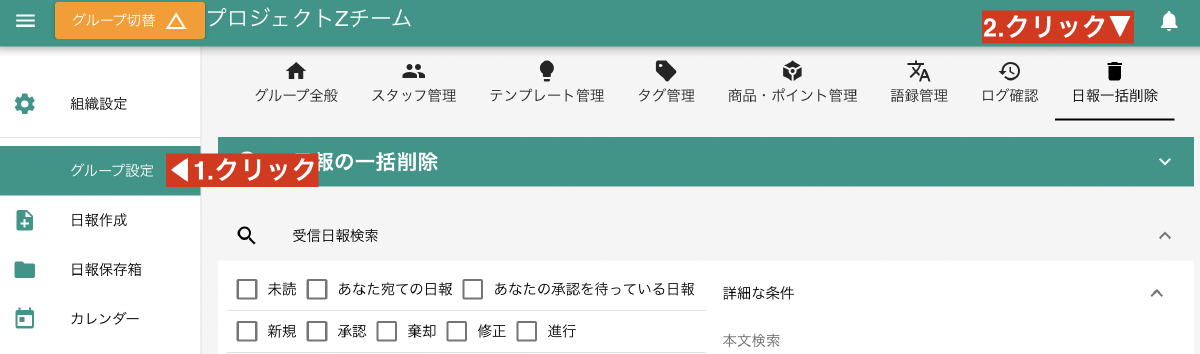 グループ切替 プロジェクトZチーム
2.クリック▼
グループ全般 スタッフ管理 テンプレート管理 タグ管理 商品・ポイント管理 語録管理 ログ確認 日報一括削除
組織設定
グループ設定
◀1.クリック
報の一括削除
日報作成
受信日報検索
日報保存箱
未読 あなた宛ての日報 あなたの承認を待っている日報
詳細な条件
カレンダー
新規 承認 棄却 修正 進行
本文検索